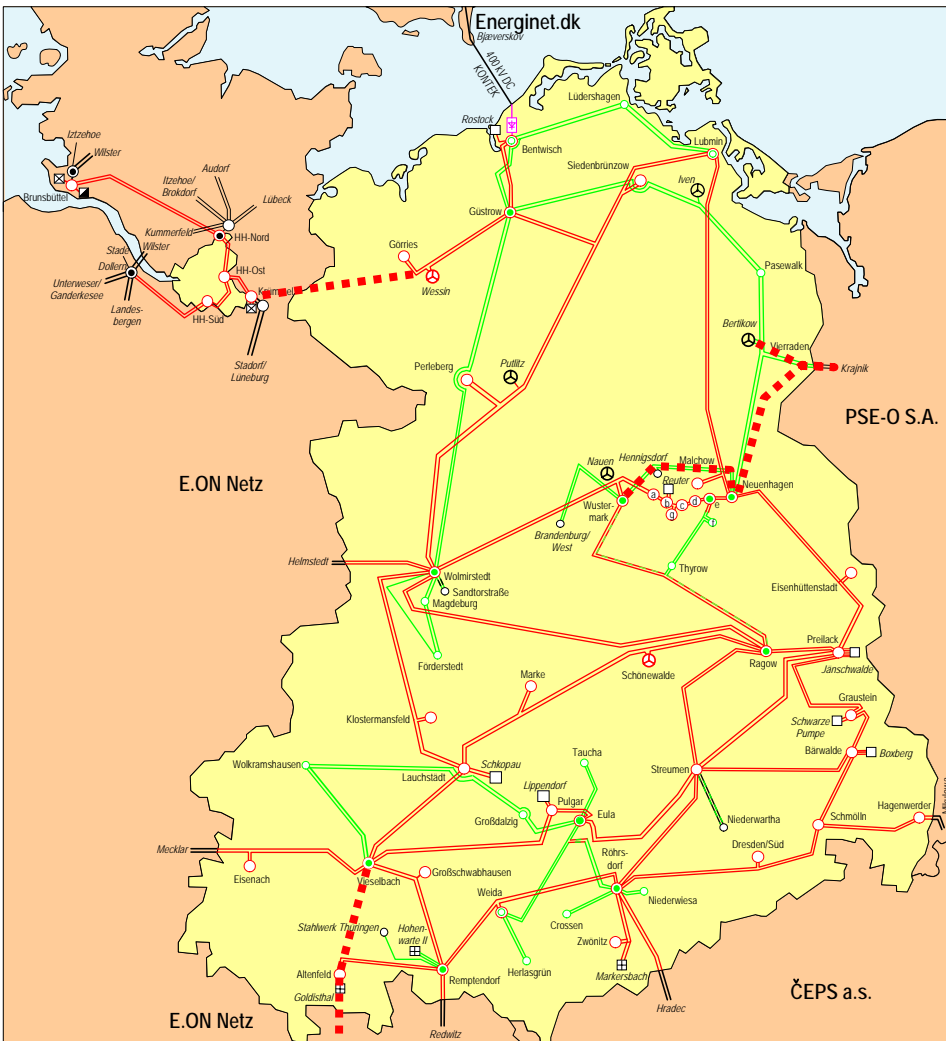 Energinet.dk
Bjæverskov
400 kV DC
KONTEK
Rostock
Bentwisch
Lüdershagen
Lubmin
Siedenbrünzow
Iven
Güstrow
Iztzehoe
Wilster
Brunsbüttel
Audorf
Itzehoe/
Brokdorf
Lübeck
Kummerfeld
HH-Nord
Stade
Wilster
Dollern
Unterweser/
Ganderkesee
Landes-
bergen
HH-Ost
Krümmel
HH-Süd
Stadorf/
Lüneburg
Görries
Wessin
Pasewalk
Bertikow
Vierraden
Krajnik
Perleberg
Putlitz
PSE-O S.A.
E.ON Netz
Nauen
Hennigsdorf
Malchow
Reuter
Neuenhagen
Wuster-
mark
a
b
c
d
e
f
g
Brandenburg/
West
Thyrow
Helmstedt
Wolmirstedt
Sandtorstraße
Magdeburg
Eisenhüttenstadt
Förderstedt
Preilack
Jänschwalde
Ragow
Schönewalde
Marke
Graustein
Schwarze
Pumpe
Klostermansfeld
Bärwalde
Boxberg
Wolkramshausen
Lauchstädt
Schkopau
Taucha
Streumen
Lippendorf
Pulgar
Großdalzig
Eula
Niederwartha
Schmölln
Hagenwerder
Mikulowa
Mecklar
Eisenach
Vieselbach
Großschwabhausen
Röhrs-
dorf
Dresden/Süd
Weida
Niederwiesa
Crossen
Stahlwerk Thüringen
Hohen-
warte II
Zwönitz
Markersbach
Herlasgrün
Altenfeld
Goldisthal
Remptendorf
Hradec
Redwitz
E.ON Netz
ČEPS a.s.